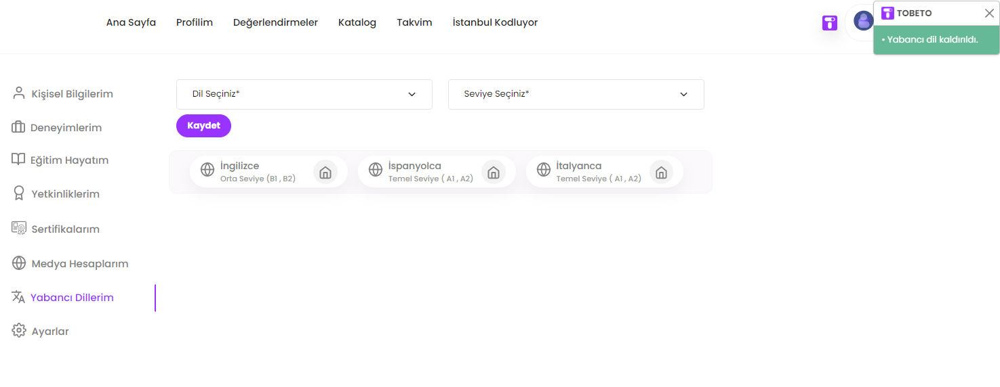 Ana Sayfa Profilim Değerlendirmeler Katalog Takvim İstanbul Kodluyor
TOBETO
• Yabancı dil kaldırıldı.
Kişisel Bilgilerim
Deneyimlerim
Eğitim Hayatım
Yetkinliklerim
Sertifikalarım
Medya Hesaplarım
Yabancı Dillerim
Ayarlar
Dil Seçiniz*
Seviye Seçiniz*
Kaydet
İngilizce
Orta Seviye (B1 , B2)
İspanyolca
Temel Seviye ( A1 , A2)
İtalyanca
Temel Seviye ( A1 , A2)